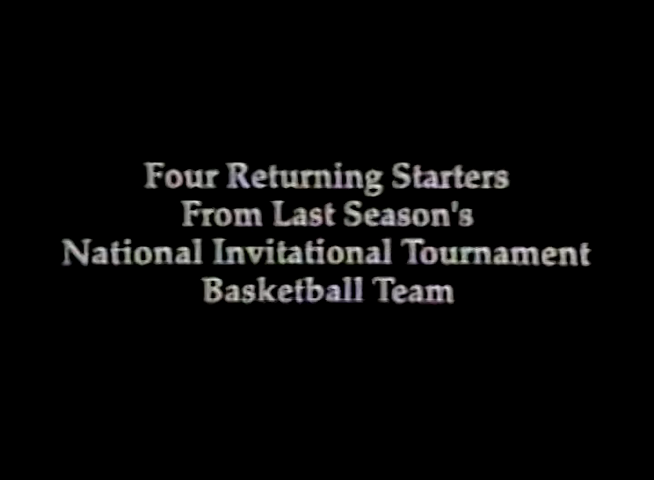 Four Returning Starters
From Last Season's
National Invitational Tournament
Basketball Team